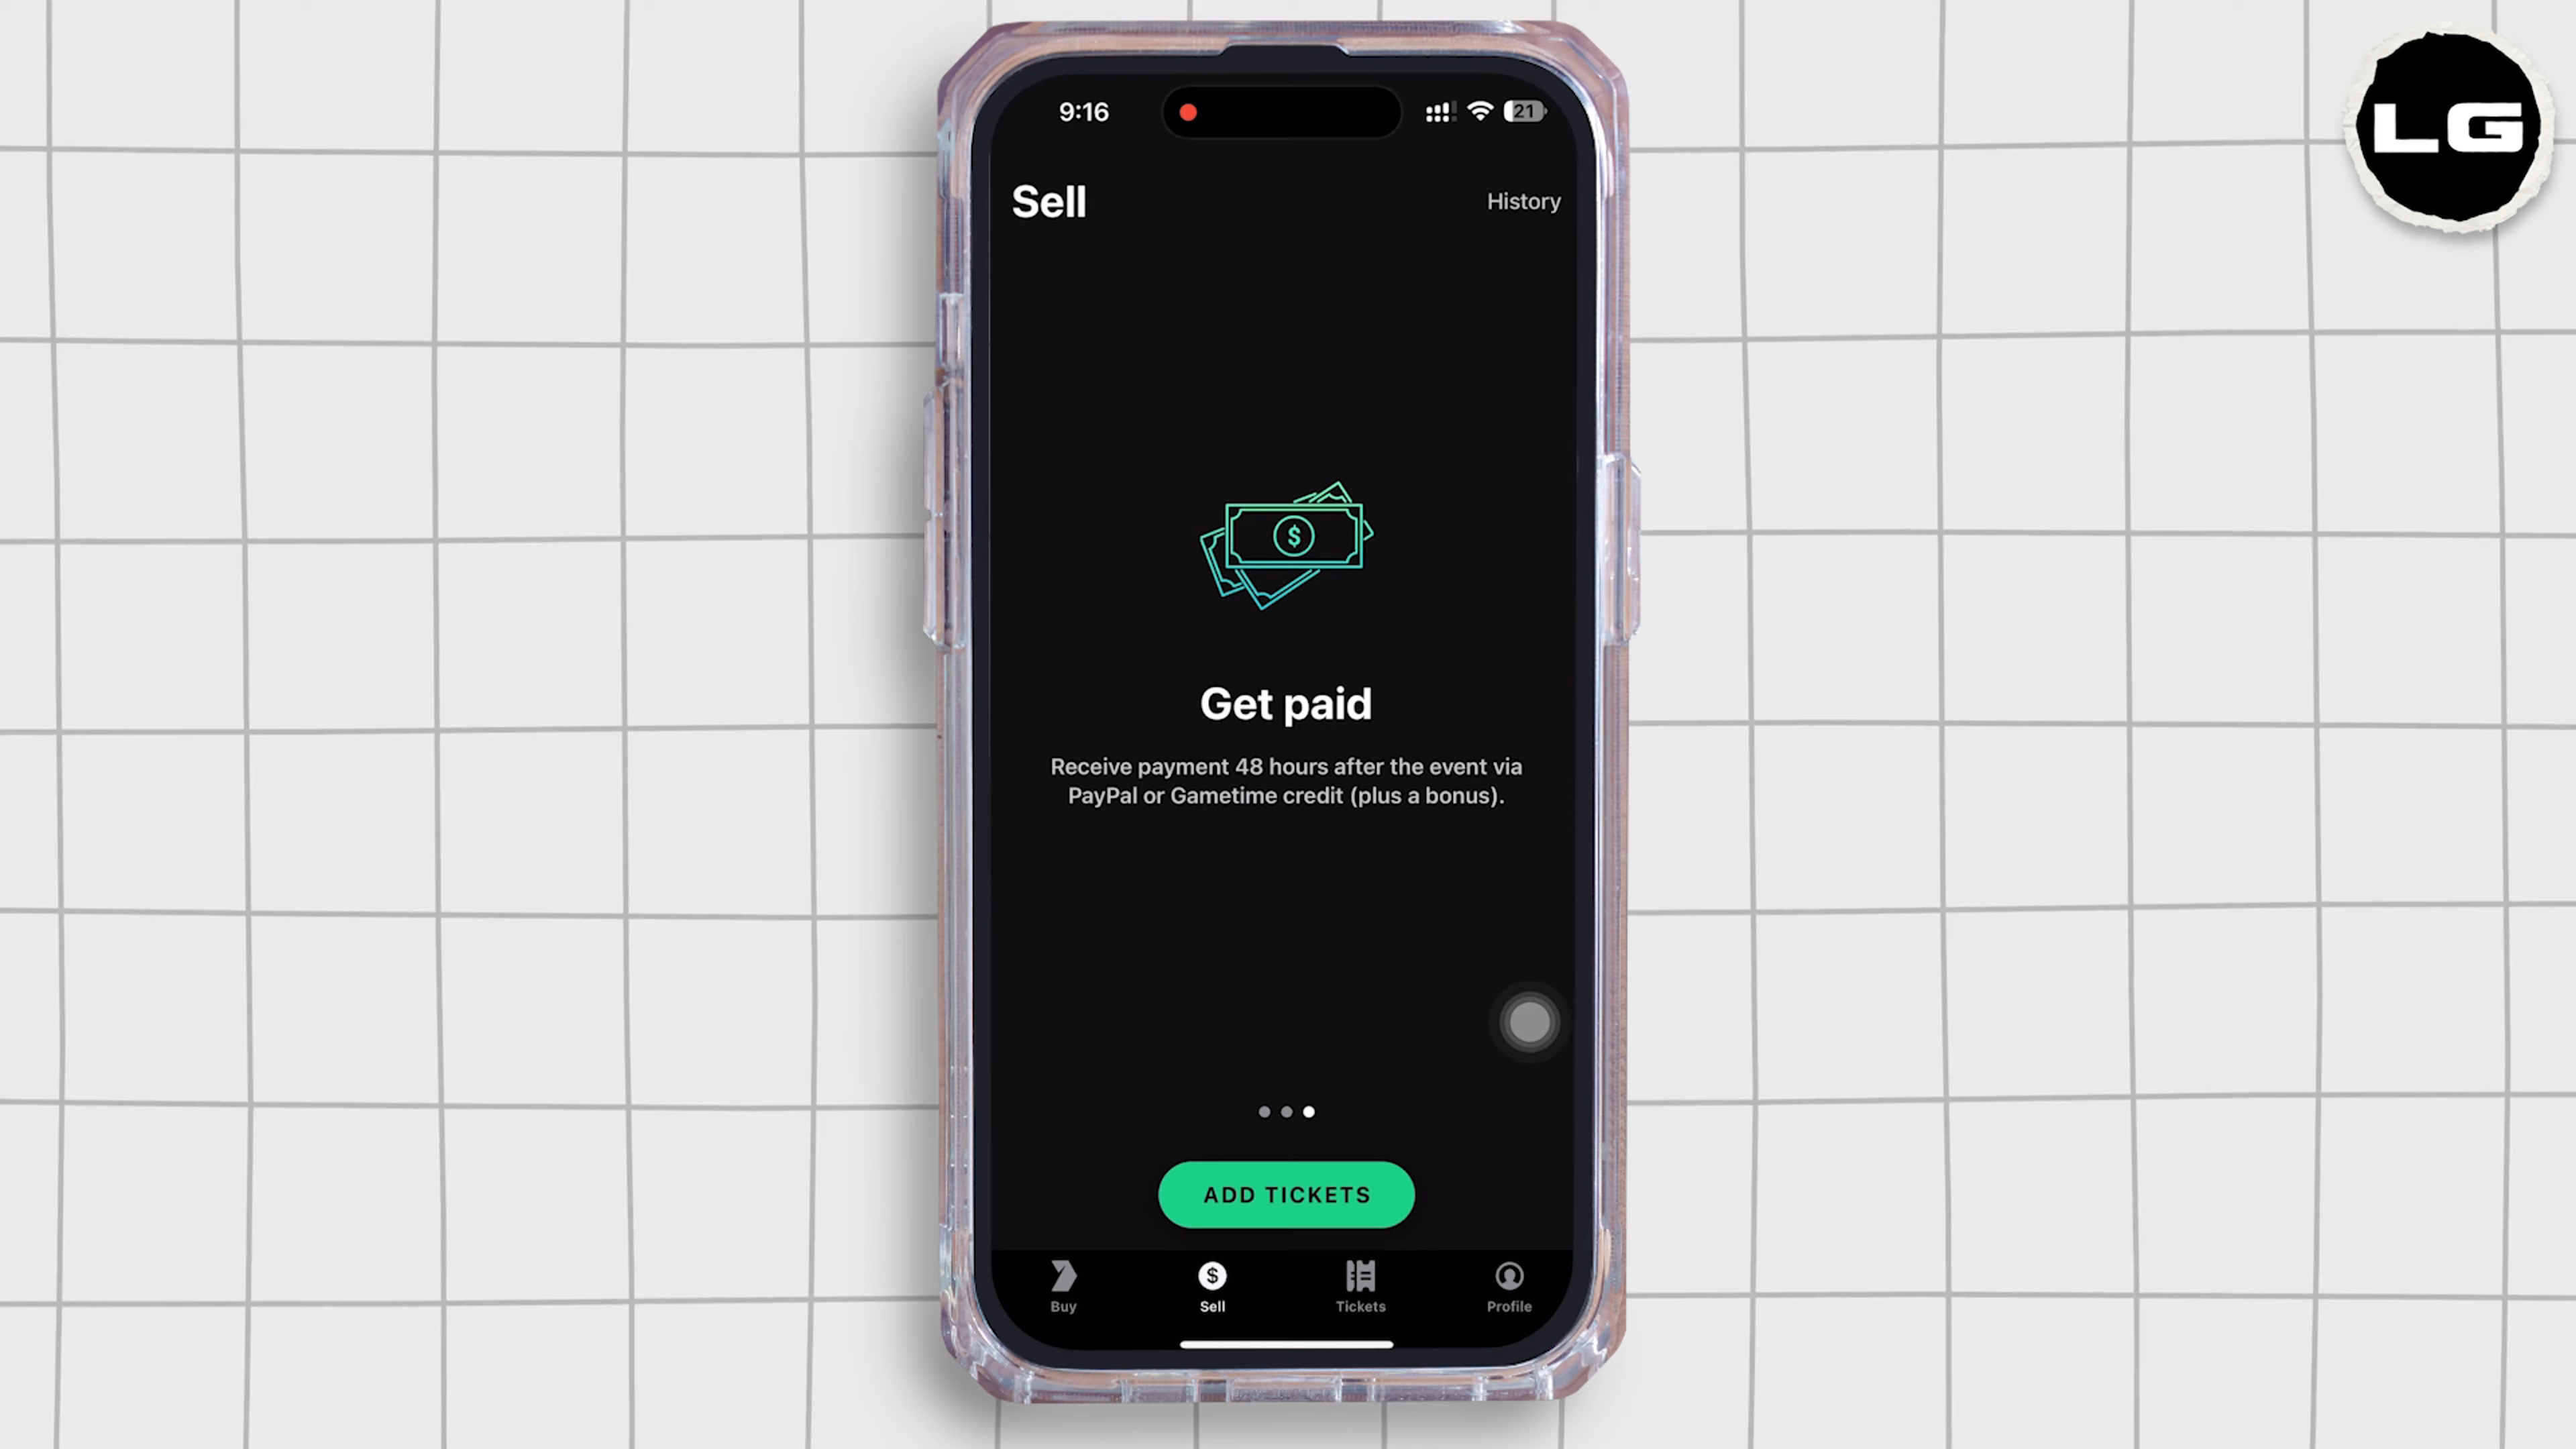 9:16
21
LG
Sell
History
$
Get paid
Receive payment 48 hours after the event via
PayPal or Gametime credit (plus a bonus).
ADD TICKETS
$
Buy
Sell
Tickets
Profile